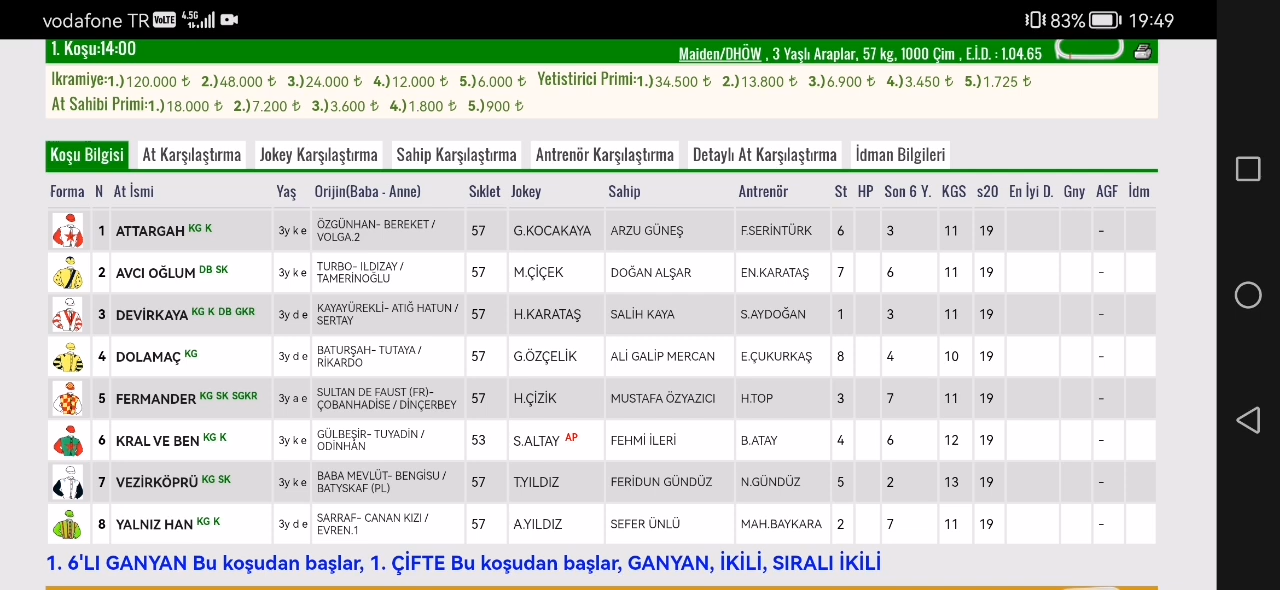 vodafone TR VoLTE 4.5G 83% 19:49
1. Koşu:14:00 Maiden/DHÖW , 3 Yaşlı Araplar, 57 kg, 1000 Çim , E.İ.D. : 1.04.65
Ikramiye:1.)120.000 ₺ 2.)48.000 ₺ 3.)24.000 ₺ 4.)12.000 ₺ 5.)6.000 ₺ Yetistirici Primi:1.)34.500 ₺ 2.)13.800 ₺ 3.)6.900 ₺ 4.)3.450 ₺ 5.)1.725 ₺
At Sahibi Primi:1.)18.000 ₺ 2.)7.200 ₺ 3.)3.600 ₺ 4.)1.800 ₺ 5.)900 ₺
Koşu Bilgisi At Karşılaştırma Jokey Karşılaştırma Sahip Karşılaştırma Antrenör Karşılaştırma Detaylı At Karşılaştırma İdman Bilgileri
Forma N At İsmi Yaş Orijin(Baba - Anne) Sıklet Jokey Sahip Antrenör St HP Son 6 Y. KGS s20 En İyi D. Gny AGF İdm
1 ATTARGAH KG K 3y k e ÖZGÜNHAN- BEREKET / VOLGA.2 57 G.KOCAKAYA ARZU GÜNEŞ F.SERİNTÜRK 6 3 11 19 -
2 AVCI OĞLUM DB SK 3y k e TURBO- ILDIZAY / TAMERİNOĞLU 57 M.ÇİÇEK DOĞAN ALŞAR EN.KARATAŞ 7 6 11 19 -
3 DEVİRKAYA KG K DB GKR 3y d e KAYAYÜREKLİ- ATIĞ HATUN / SERTAY 57 H.KARATAŞ SALİH KAYA S.AYDOĞAN 1 3 11 19 -
4 DOLAMAÇ KG 3y d e BATURŞAH- TUTAYA / RİKARDO 57 G.ÖZÇELİK ALİ GALİP MERCAN E.ÇUKURKAŞ 8 4 10 19 -
5 FERMANDER KG SK SGKR 3y a e SULTAN DE FAUST (FR)- ÇOBANHADİSE / DİNÇERBEY 57 H.ÇİZİK MUSTAFA ÖZYAZICI H.TOP 3 7 11 19 -
6 KRAL VE BEN KG K 3y k e GÜLBEŞİR- TUYADİN / ODİNHAN 53 S.ALTAY AP FEHMİ İLERİ B.ATAY 4 6 12 19 -
7 VEZİRKÖPRÜ KG SK 3y k e BABA MEVLÜT- BENGİSU / BATYSKAF (PL) 57 T.YILDIZ FERİDUN GÜNDÜZ N.GÜNDÜZ 5 2 13 19 -
8 YALNIZ HAN KG K 3y d e SARRAF- CANAN KIZI / EVREN.1 57 A.YILDIZ SEFER ÜNLÜ MAH.BAYKARA 2 7 11 19 -
1. 6'LI GANYAN Bu koşudan başlar, 1. ÇİFTE Bu koşudan başlar, GANYAN, İKİLİ, SIRALI İKİLİ